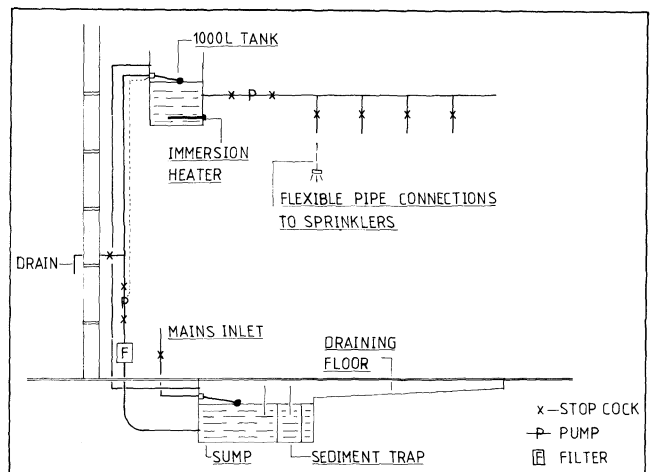 1000L TANK
P
IMMERSION
HEATER
FLEXIBLE PIPE CONNECTIONS
TO SPRINKLERS
DRAIN
P
MAINS INLET
F
DRAINING
FLOOR
x—STOP COCK
P—PUMP
F FILTER
SUMP
SEDIMENT TRAP